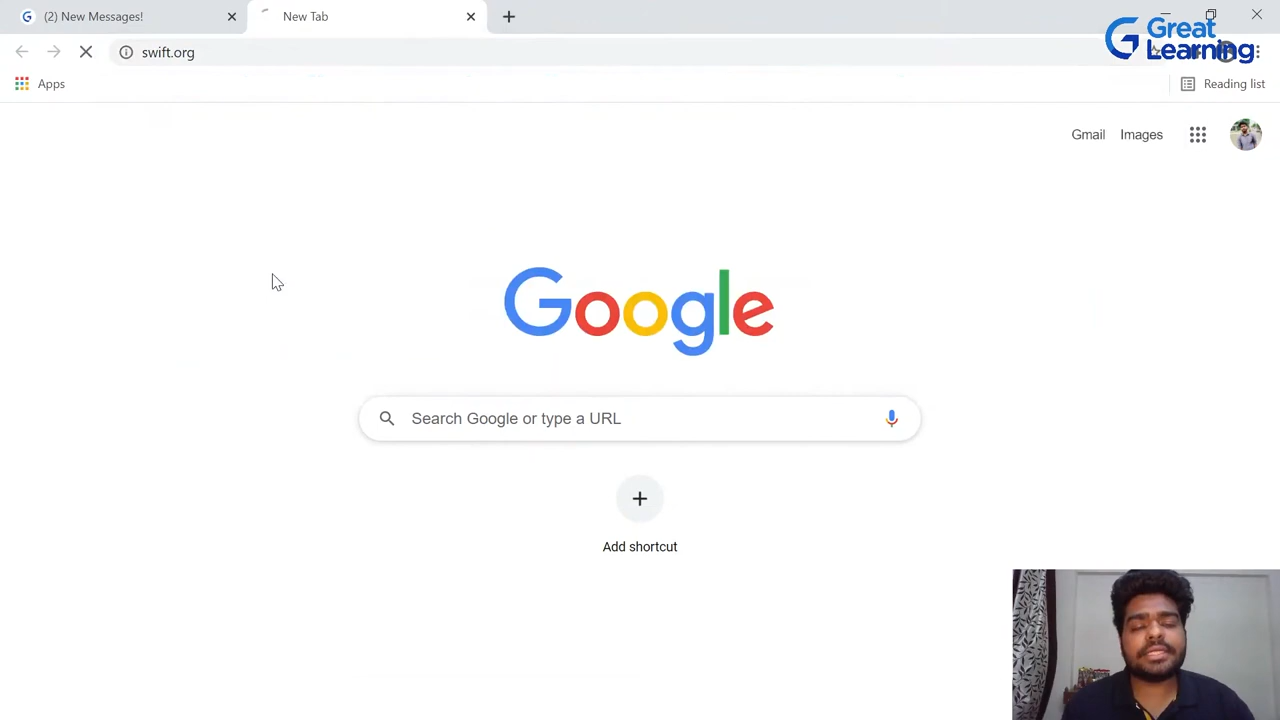 (2) New Messages!
New Tab
Great Learning
swift.org
Apps
Reading list
Gmail
Images
Google
Search Google or type a URL
Add shortcut